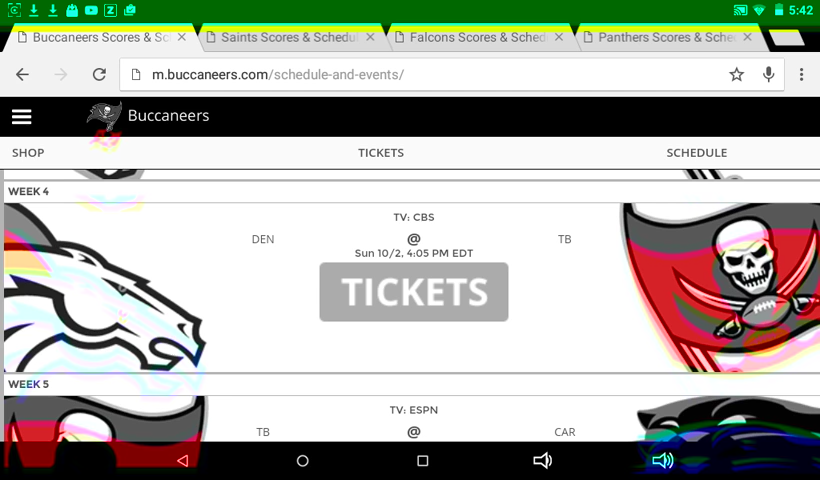 5:42
Buccaneers Scores & Sc
Saints Scores & Schedul
Falcons Scores & Sched
Panthers Scores & Sche
m.buccaneers.com/schedule-and-events/
Buccaneers
SHOP TICKETS SCHEDULE
WEEK 4
TV: CBS
DEN @ TB
Sun 10/2, 4:05 PM EDT
TICKETS
WEEK 5
TV: ESPN
TB @ CAR